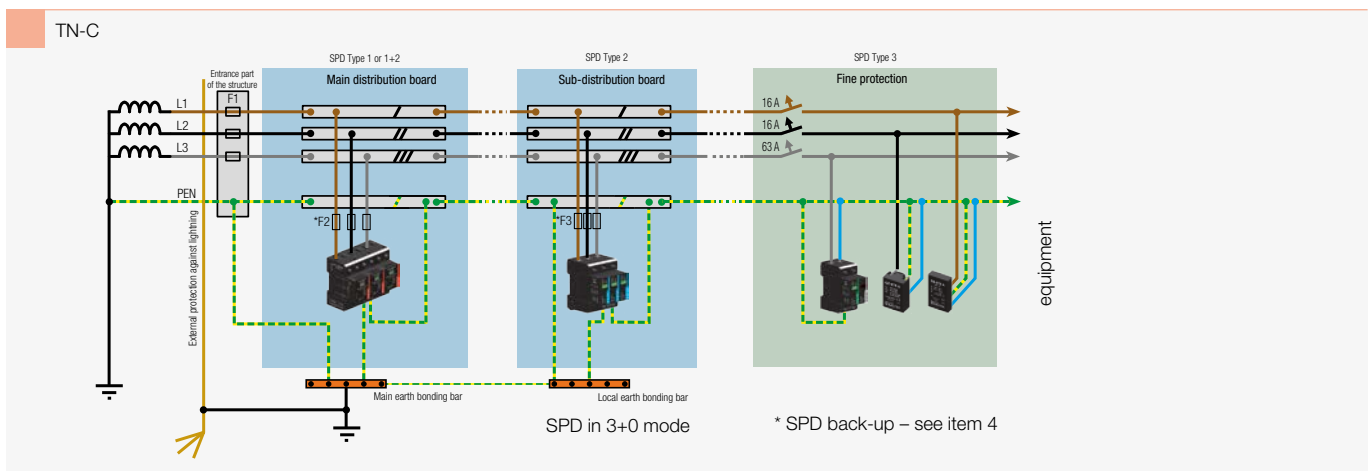 TN-C
SPD Type 1 or 1+2
SPD Type 2
SPD Type 3
Entrance part
of the structure
Main distribution board
Sub-distribution board
Fine protection
F1
L1
L2
L3
PEN
16 A
16 A
63 A
*F2
*F3
External protection against lightning
equipment
Main earth bonding bar
Local earth bonding bar
SPD in 3+0 mode
* SPD back-up – see item 4